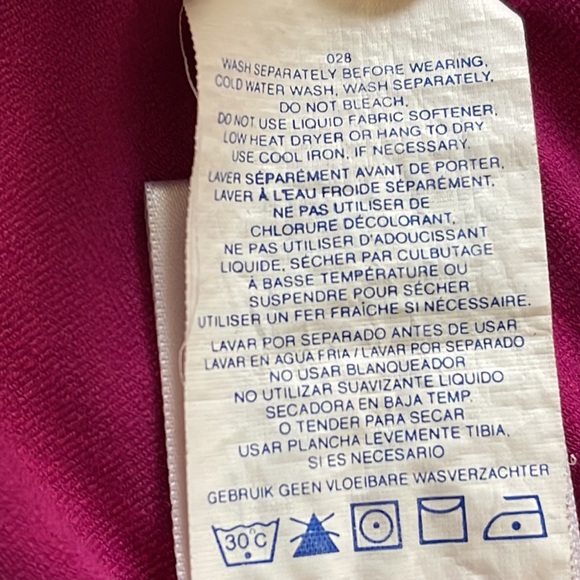 028
WASH SEPARATELY BEFORE WEARING.
COLD WATER WASH, WASH SEPARATELY.
DO NOT BLEACH.
DO NOT USE LIQUID FABRIC SOFTENER.
LOW HEAT DRYER OR HANG TO DRY
USE COOL IRON, IF NECESSARY.
LAVER SÉPARÉMENT AVANT DE PORTER.
LAVER À L'EAU FROIDE SÉPARÉMENT.
NE PAS UTILISER DE
CHLORURE DÉCOLORANT.
NE PAS UTILISER D'ADOUCISSANT
LIQUIDE, SÉCHER PAR CULBUTAGE
À BASSE TEMPÉRATURE OU
SUSPENDRE POUR SÉCHER
UTILISER UN FER FRAÎCHE SI NÉCESSAIRE.
LAVAR POR SEPARADO ANTES DE USAR
LAVAR EN AGUA FRIA / LAVAR POR SEPARADO
NO USAR BLANQUEADOR
NO UTILIZAR SUAVIZANTE LIQUIDO
SECADORA EN BAJA TEMP.
O TENDER PARA SECAR
USAR PLANCHA LEVEMENTE TIBIA,
SI ES NECESARIO
GEBRUIK GEEN VLOEIBARE WASVERZACHTER
30°C